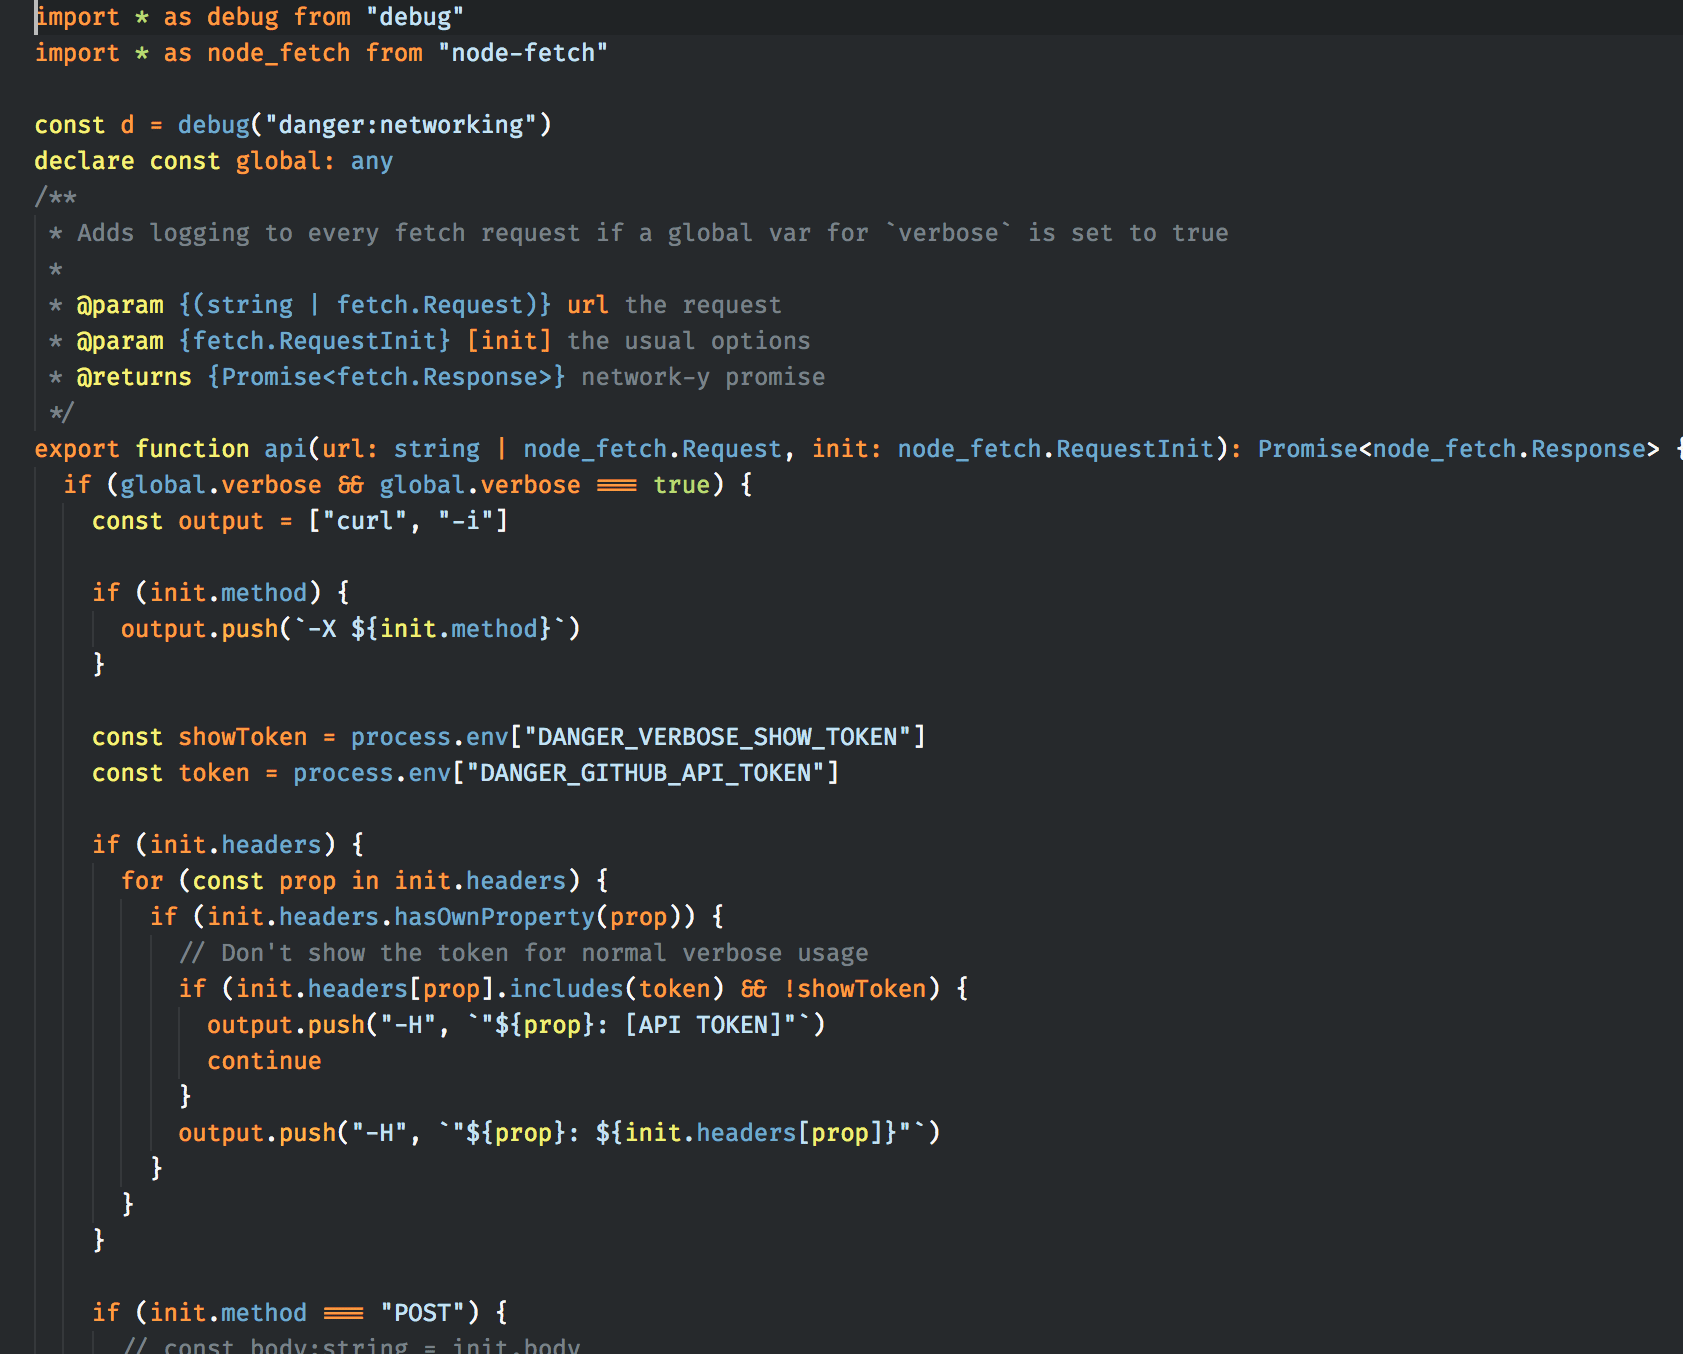 import * as debug from "debug"
import * as node_fetch from "node-fetch"

const d = debug("danger:networking")
declare const global: any
/**
 * Adds logging to every fetch request if a global var for `verbose` is set to true
 *
 * @param {(string | fetch.Request)} url the request
 * @param {fetch.RequestInit} [init] the usual options
 * @returns {Promise<fetch.Response>} network-y promise
 */
export function api(url: string | node_fetch.Request, init: node_fetch.RequestInit): Promise<node_fetch.Response> {
  if (global.verbose && global.verbose === true) {
    const output = ["curl", "-i"]

    if (init.method) {
      output.push(`-X ${init.method}`)
    }

    const showToken = process.env["DANGER_VERBOSE_SHOW_TOKEN"]
    const token = process.env["DANGER_GITHUB_API_TOKEN"]

    if (init.headers) {
      for (const prop in init.headers) {
        if (init.headers.hasOwnProperty(prop)) {
          // Don't show the token for normal verbose usage
          if (init.headers[prop].includes(token) && !showToken) {
            output.push("-H", `"${prop}: [API TOKEN]"`)
            continue
          }
          output.push("-H", `"${prop}: ${init.headers[prop]}"`)
        }
      }
    }

    if (init.method === "POST") {
      // const body:string = init.body